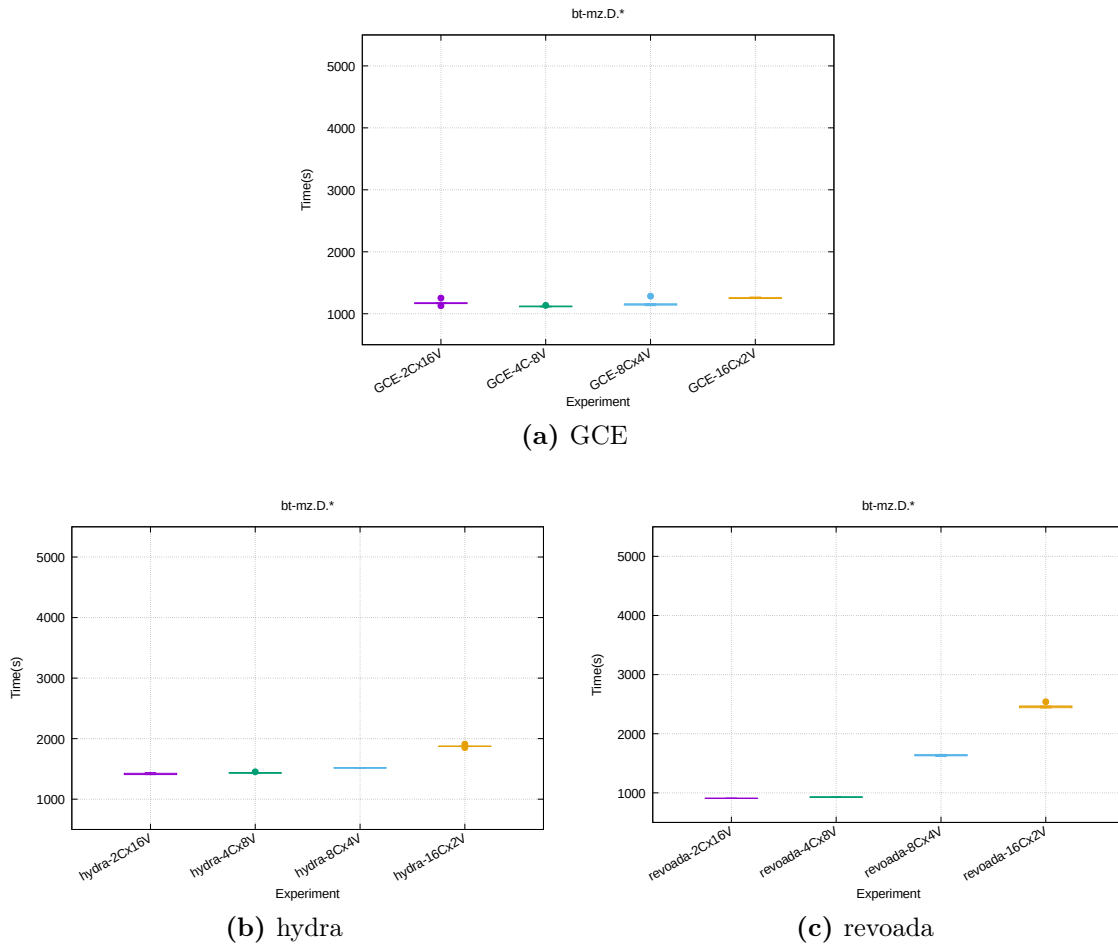 bt-mz.D.*
5000
4000
3000
2000
1000
Time(s)
GCE-2Cx16V
GCE-4C-8V
GCE-8Cx4V
GCE-16Cx2V
Experiment
(a) GCE
bt-mz.D.*
5000
4000
3000
2000
1000
Time(s)
hydra-2Cx16V
hydra-4Cx8V
hydra-8Cx4V
hydra-16Cx2V
Experiment
(b) hydra
bt-mz.D.*
5000
4000
3000
2000
1000
Time(s)
revoada-2Cx16V
revoada-4Cx8V
revoada-8Cx4V
revoada-16Cx2V
Experiment
(c) revoada